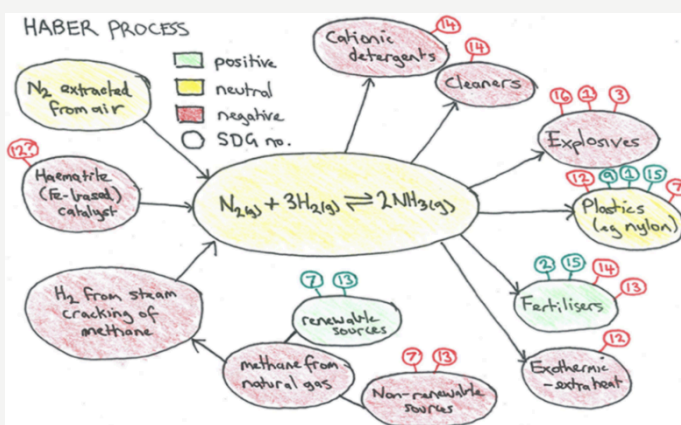 HABER PROCESS
positive
neutral
negative
SDG no.
14
Cationic
detergents
14
Cleaners
N₂ extracted
from air
16 1 3
Explosives
12?
Haematite
(Fe-based)
catalyst
N₂(g) + 3H₂(g) ⇌ 2NH₃(g)
12 9 1 15
Plastics
(eg nylon)
H₂ from steam
cracking of
methane
7 13
renewable
sources
2 15 14 13
Fertilisers
methane from
natural gas
7 13
Non-renewable
sources
12
Exothermic
-extra heat